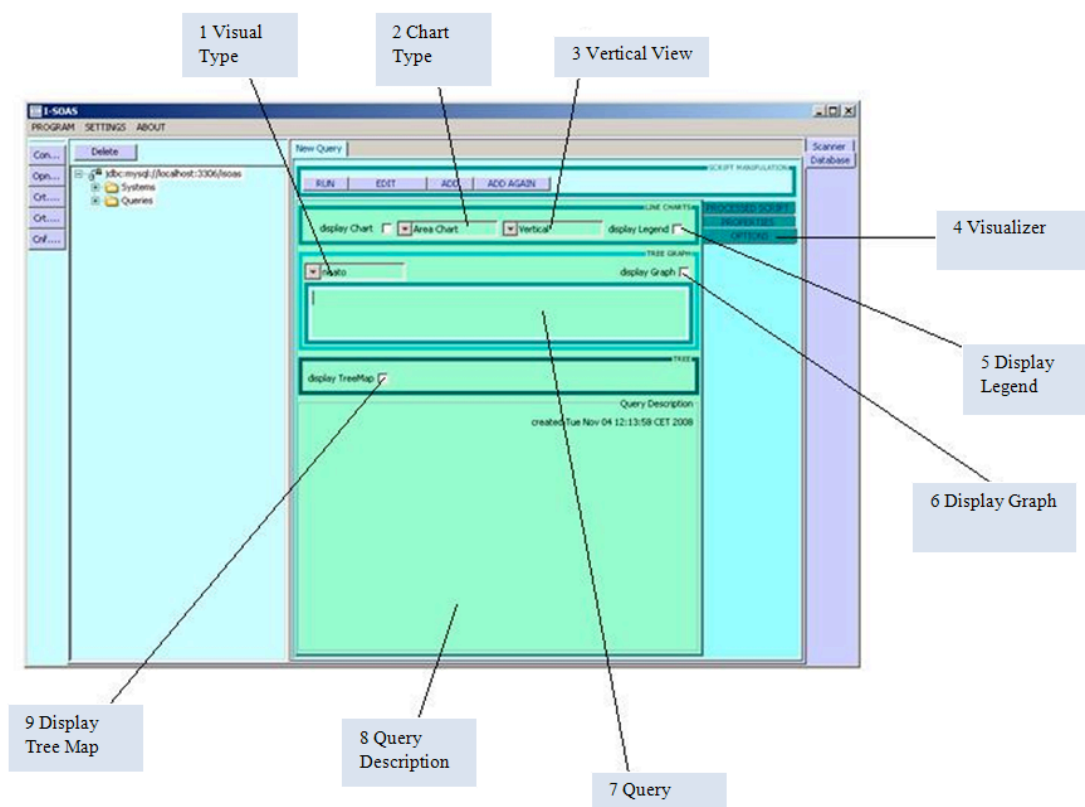 1 Visual
Type
2 Chart
Type
3 Vertical View
I-SOAS
PROGRAM SETTINGS ABOUT
Con...
Opn...
Crt....
Crt....
Cnf....
Delete
jdbc:mysql://localhost:3306/isoas
Systems
Queries
New Query
Scanner
Database
SCRIPT MANIPULATION
RUN EDIT ADD ADD AGAIN
LINE CHARTS
display Chart Area Chart Vertical display Legend
PROCESSED SCRIPT
PROPERTIES
OPTIONS
TREE GRAPH
display Graph
TREE
display TreeMap
Query Description
created Tue Nov 04 12:13:58 CET 2008
4 Visualizer
5 Display
Legend
6 Display Graph
9 Display
Tree Map
8 Query
Description
7 Query